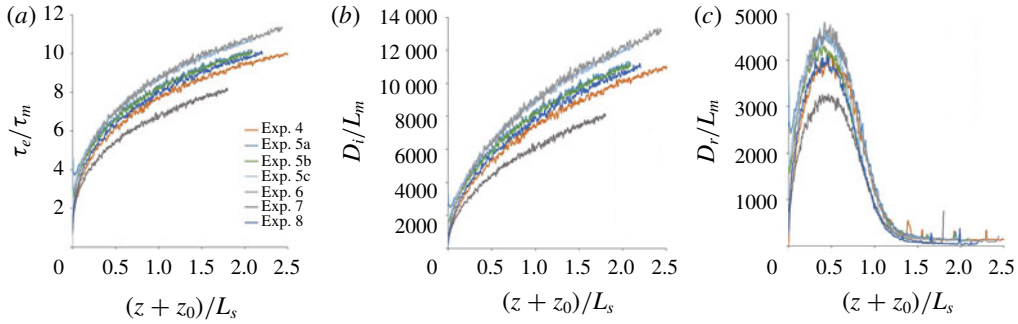 (a)
12
10
8
6
4
2
0
0.5
1.0
1.5
2.0
2.5
τe/τm
(z + z0)/Ls
Exp. 4
Exp. 5a
Exp. 5b
Exp. 5c
Exp. 6
Exp. 7
Exp. 8
(b)
14 000
12 000
10 000
8000
6000
4000
2000
0
0.5
1.0
1.5
2.0
2.5
Di/Lm
(z + z0)/Ls
(c)
5000
4000
3000
2000
1000
0
0.5
1.0
1.5
2.0
2.5
Dr/Lm
(z + z0)/Ls